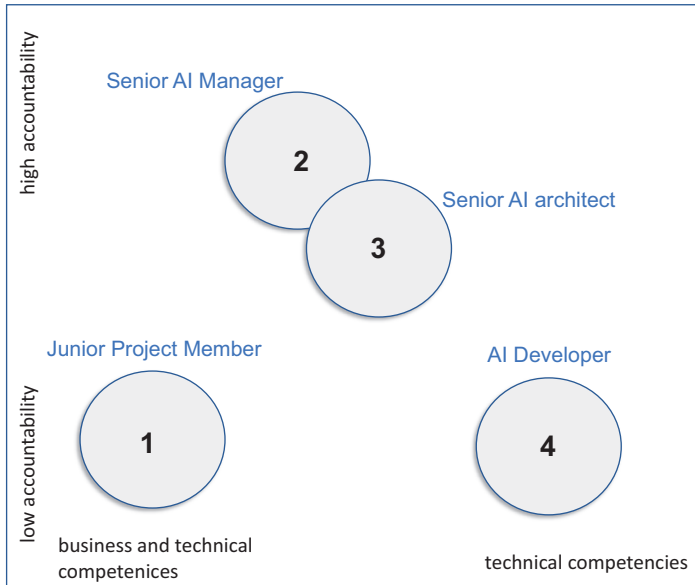 high accountability
Senior AI Manager
2
Senior AI architect
3
Junior Project Member
AI Developer
1
4
low accountability
business and technical
competenices
technical competencies